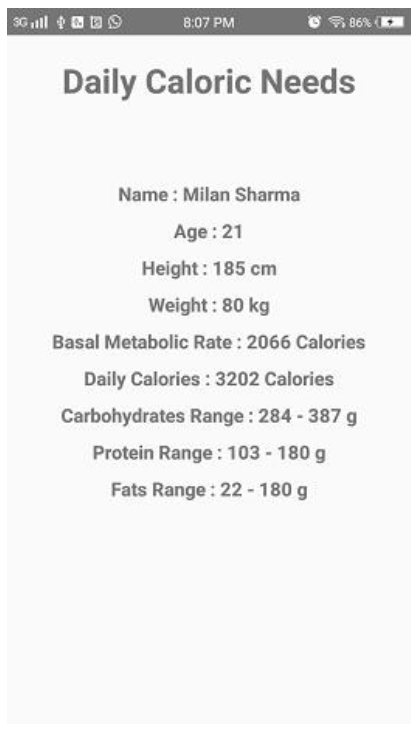 3G 8:07 PM 86%
Daily Caloric Needs
Name : Milan Sharma
Age : 21
Height : 185 cm
Weight : 80 kg
Basal Metabolic Rate : 2066 Calories
Daily Calories : 3202 Calories
Carbohydrates Range : 284 - 387 g
Protein Range : 103 - 180 g
Fats Range : 22 - 180 g